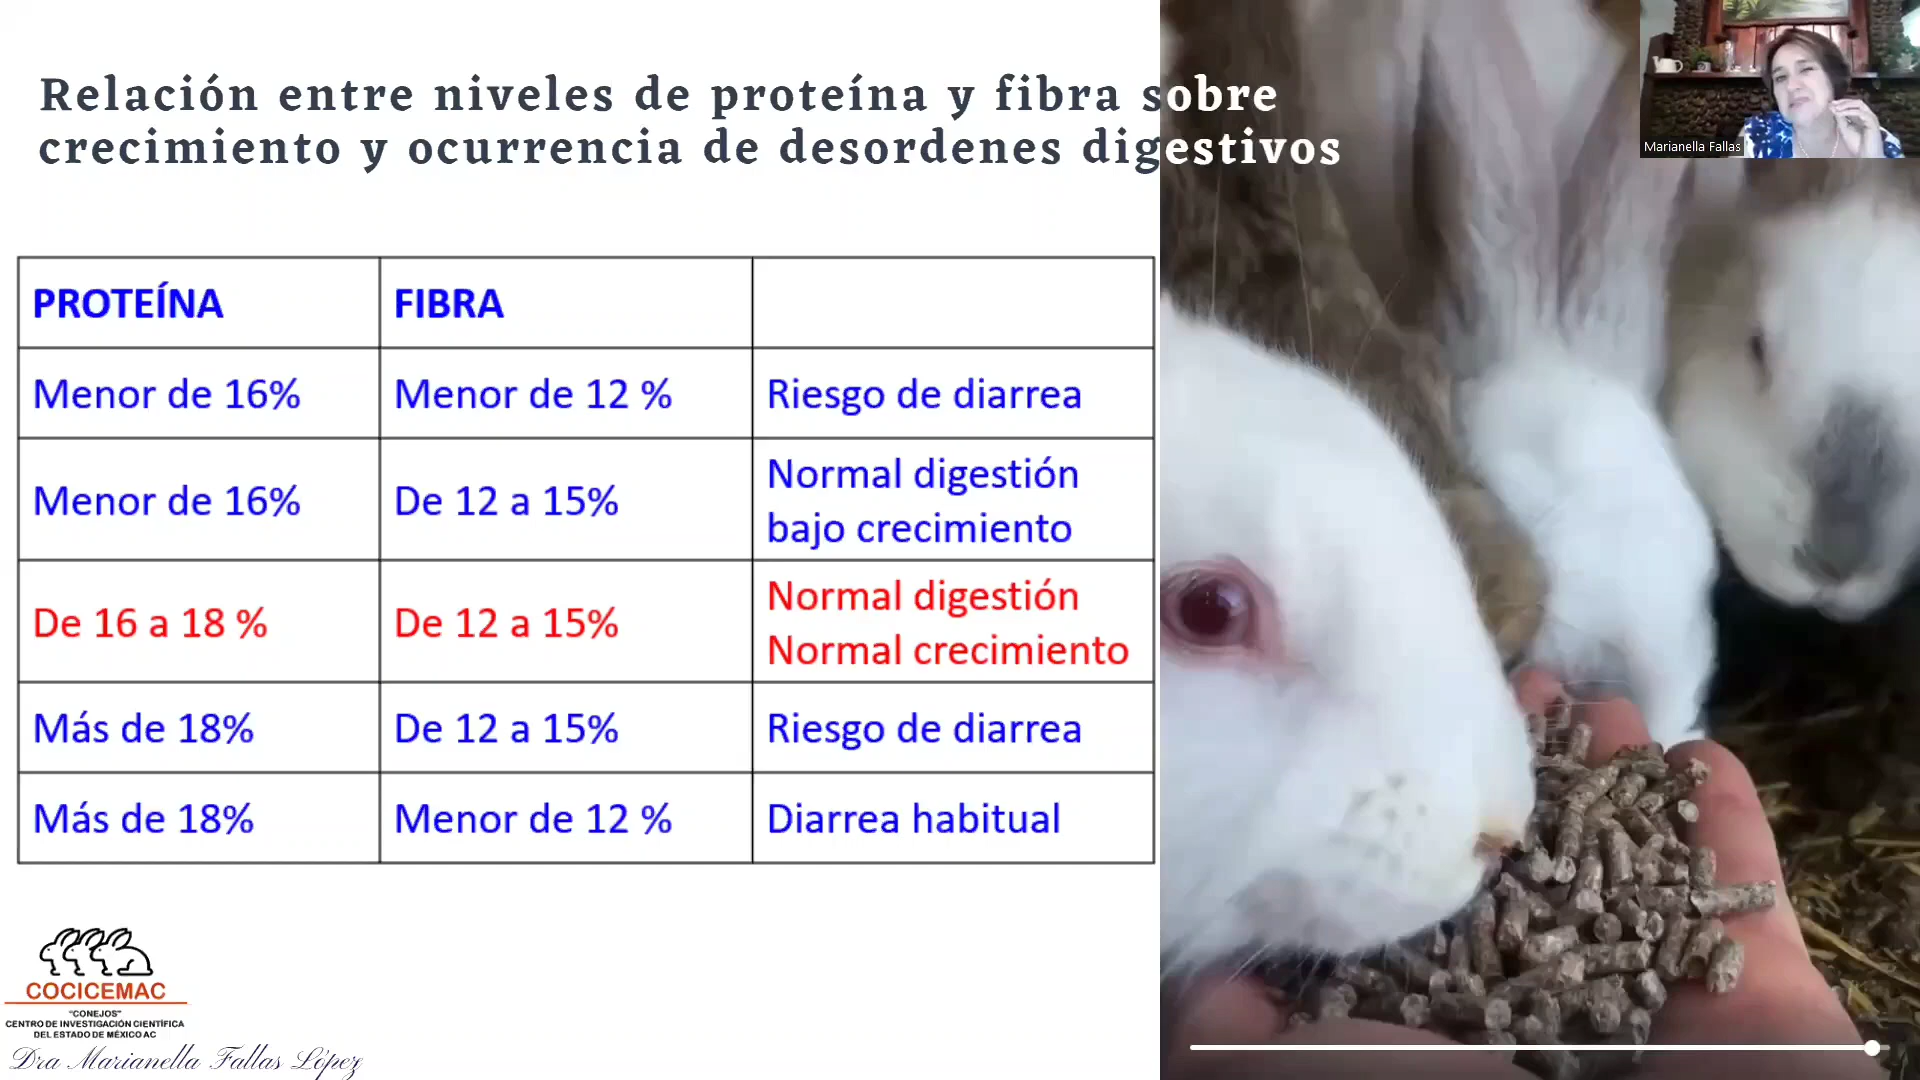 Relación entre niveles de proteína y fibra sobre
crecimiento y ocurrencia de desordenes digestivos
Marianella Fallas
PROTEÍNA FIBRA
Menor de 16% Menor de 12 % Riesgo de diarrea
Menor de 16% De 12 a 15% Normal digestión
bajo crecimiento
De 16 a 18 % De 12 a 15% Normal digestión
Normal crecimiento
Más de 18% De 12 a 15% Riesgo de diarrea
Más de 18% Menor de 12 % Diarrea habitual
COCICEMAC
"CONEJOS"
CENTRO DE INVESTIGACIÓN CIENTÍFICA
DEL ESTADO DE MÉXICO AC
Dra Marianella Fallas López